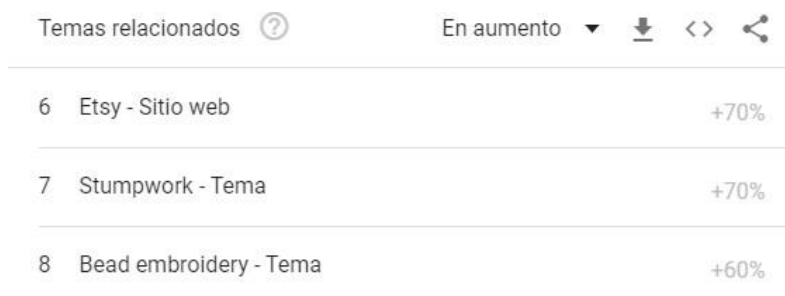 Temas relacionados En aumento
6 Etsy - Sitio web +70%
7 Stumpwork - Tema +70%
8 Bead embroidery - Tema +60%